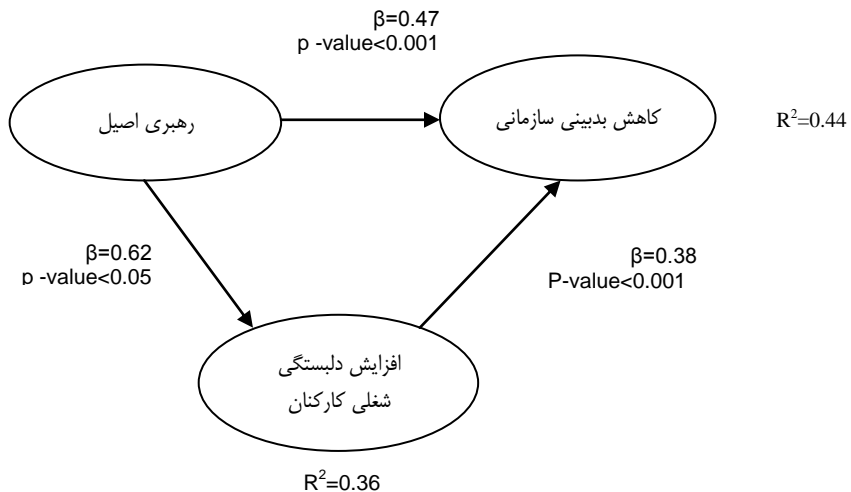 β=0.47
p -value<0.001
رهبری اصیل
کاهش بدبینی سازمانی
R²=0.44
β=0.62
p -value<0.05
β=0.38
P-value<0.001
افزایش دلبستگی
شغلی کارکنان
R²=0.36